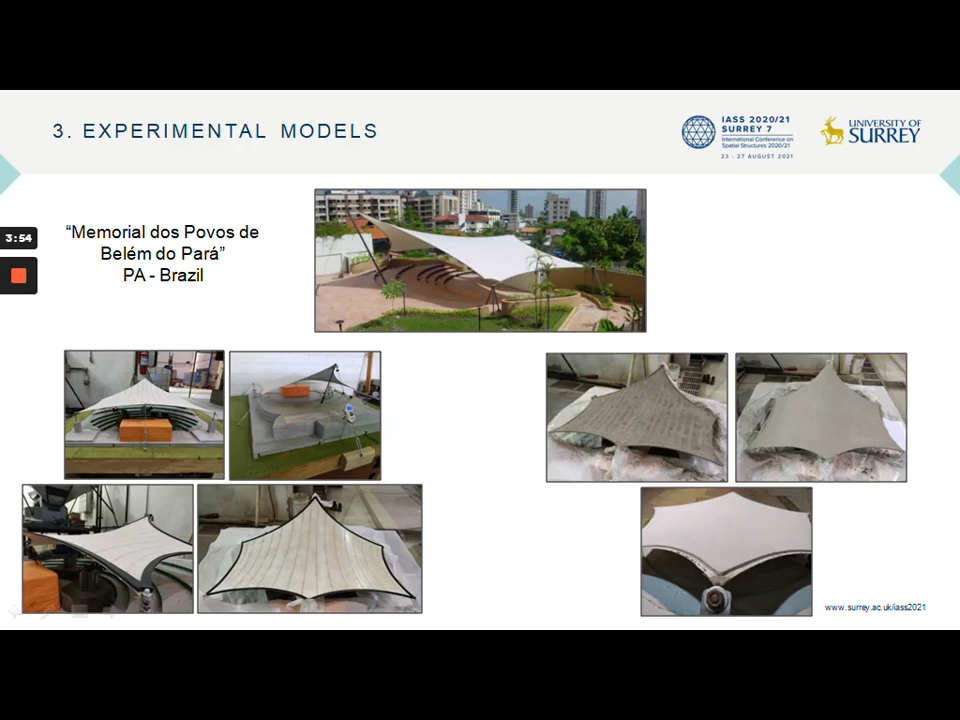 3. EXPERIMENTAL MODELS
IASS 2020/21
SURREY 7
International Conference on
Spatial Structures 2020/21
23 - 27 AUGUST 2021
UNIVERSITY OF
SURREY
3:54
“Memorial dos Povos de
Belém do Pará”
PA - Brazil
www.surrey.ac.uk/iass2021